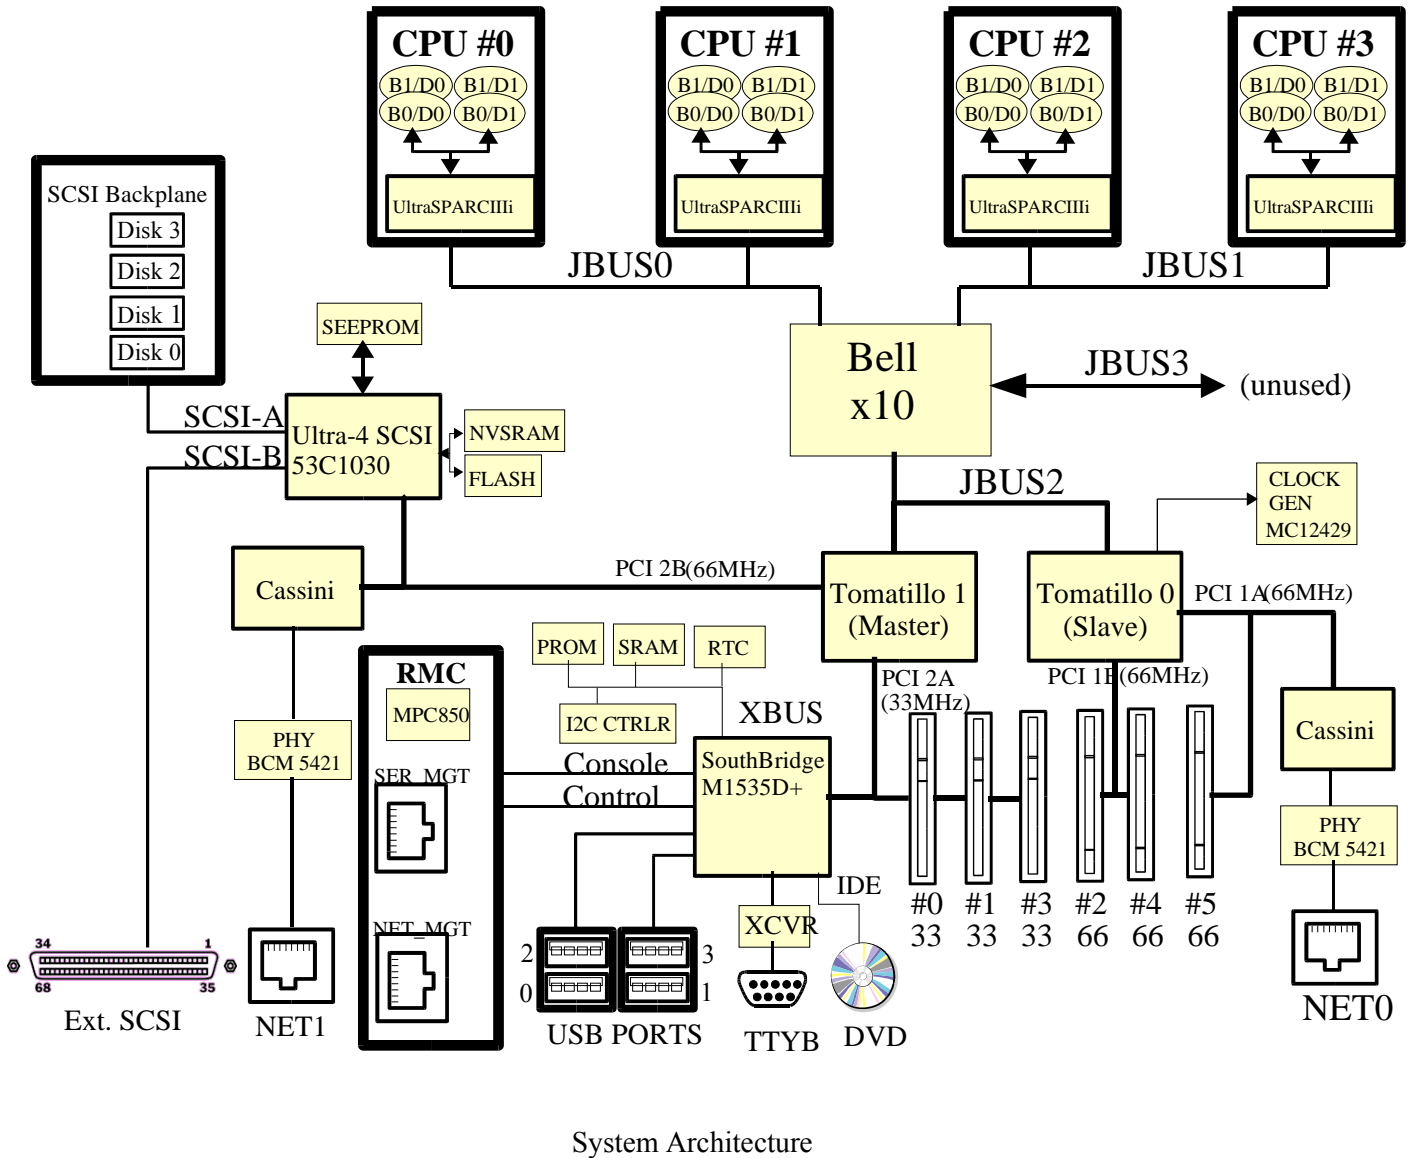 CPU #0
B1/D0 B1/D1
B0/D0 B0/D1
UltraSPARCIIIi
CPU #1
B1/D0 B1/D1
B0/D0 B0/D1
UltraSPARCIIIi
CPU #2
B1/D0 B1/D1
B0/D0 B0/D1
UltraSPARCIIIi
CPU #3
B1/D0 B1/D1
B0/D0 B0/D1
UltraSPARCIIIi
JBUS0
JBUS1
SCSI Backplane
Disk 3
Disk 2
Disk 1
Disk 0
SEEPROM
Bell
x10
JBUS3
(unused)
SCSI-A
SCSI-B
Ultra-4 SCSI
53C1030
NVSRAM
FLASH
JBUS2
CLOCK
GEN
MC12429
Cassini
PCI 2B(66MHz)
Tomatillo 1
(Master)
Tomatillo 0
(Slave)
PCI 1A(66MHz)
PROM
SRAM
RTC
I2C CTRLR
XBUS
PCI 2A
(33MHz)
PCI 1B(66MHz)
RMC
MPC850
SER_MGT
NET_MGT
Console
Control
SouthBridge
M1535D+
PHY
BCM 5421
Cassini
PHY
BCM 5421
IDE
XCVR
#0 #1 #3 #2 #4 #5
33 33 33 66 66 66
34 1
68 35
Ext. SCSI
NET1
2 3
0 1
USB PORTS
TTYB
DVD
NET0
System Architecture